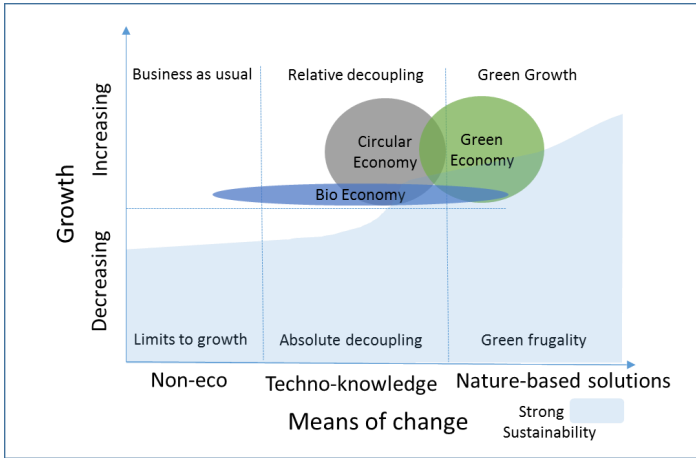 Business as usual
Relative decoupling
Green Growth
Growth
Increasing
Decreasing
Circular
Economy
Green
Economy
Bio Economy
Limits to growth
Absolute decoupling
Green frugality
Non-eco
Techno-knowledge
Nature-based solutions
Means of change
Strong
Sustainability